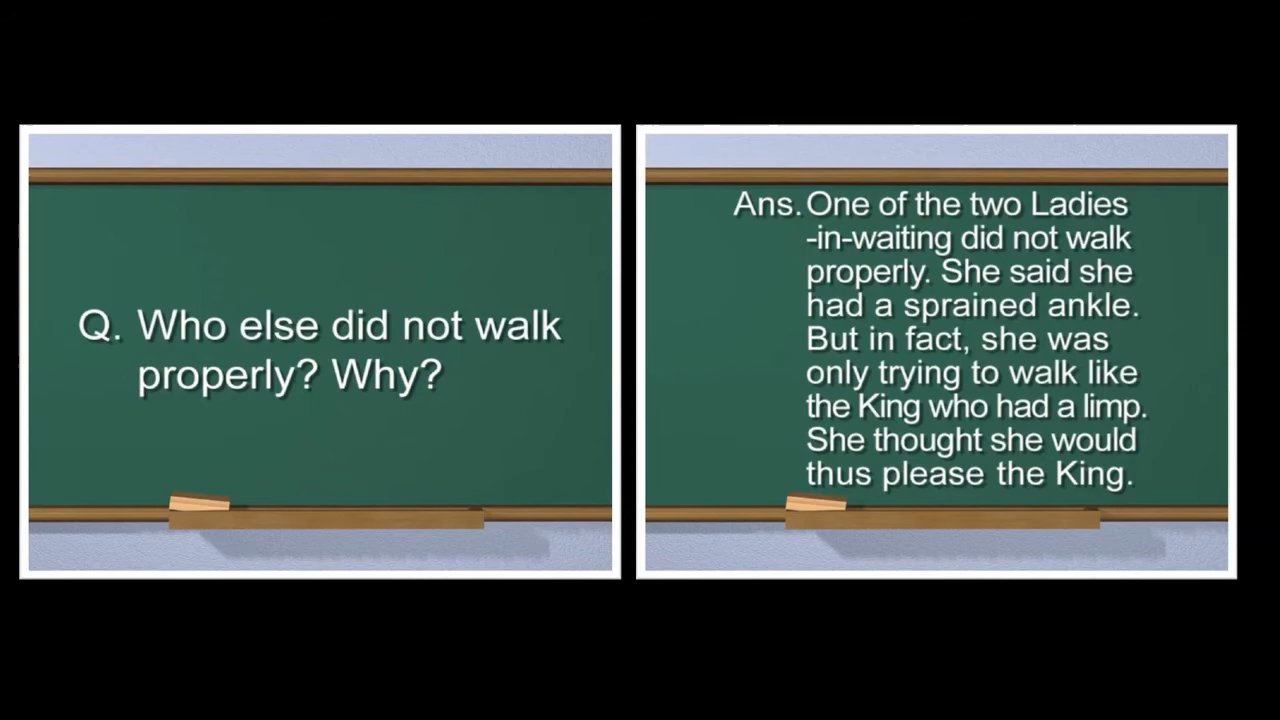 Q. Who else did not walk
properly? Why?
Ans. One of the two Ladies
-in-waiting did not walk
properly. She said she
had a sprained ankle.
But in fact, she was
only trying to walk like
the King who had a limp.
She thought she would
thus please the King.